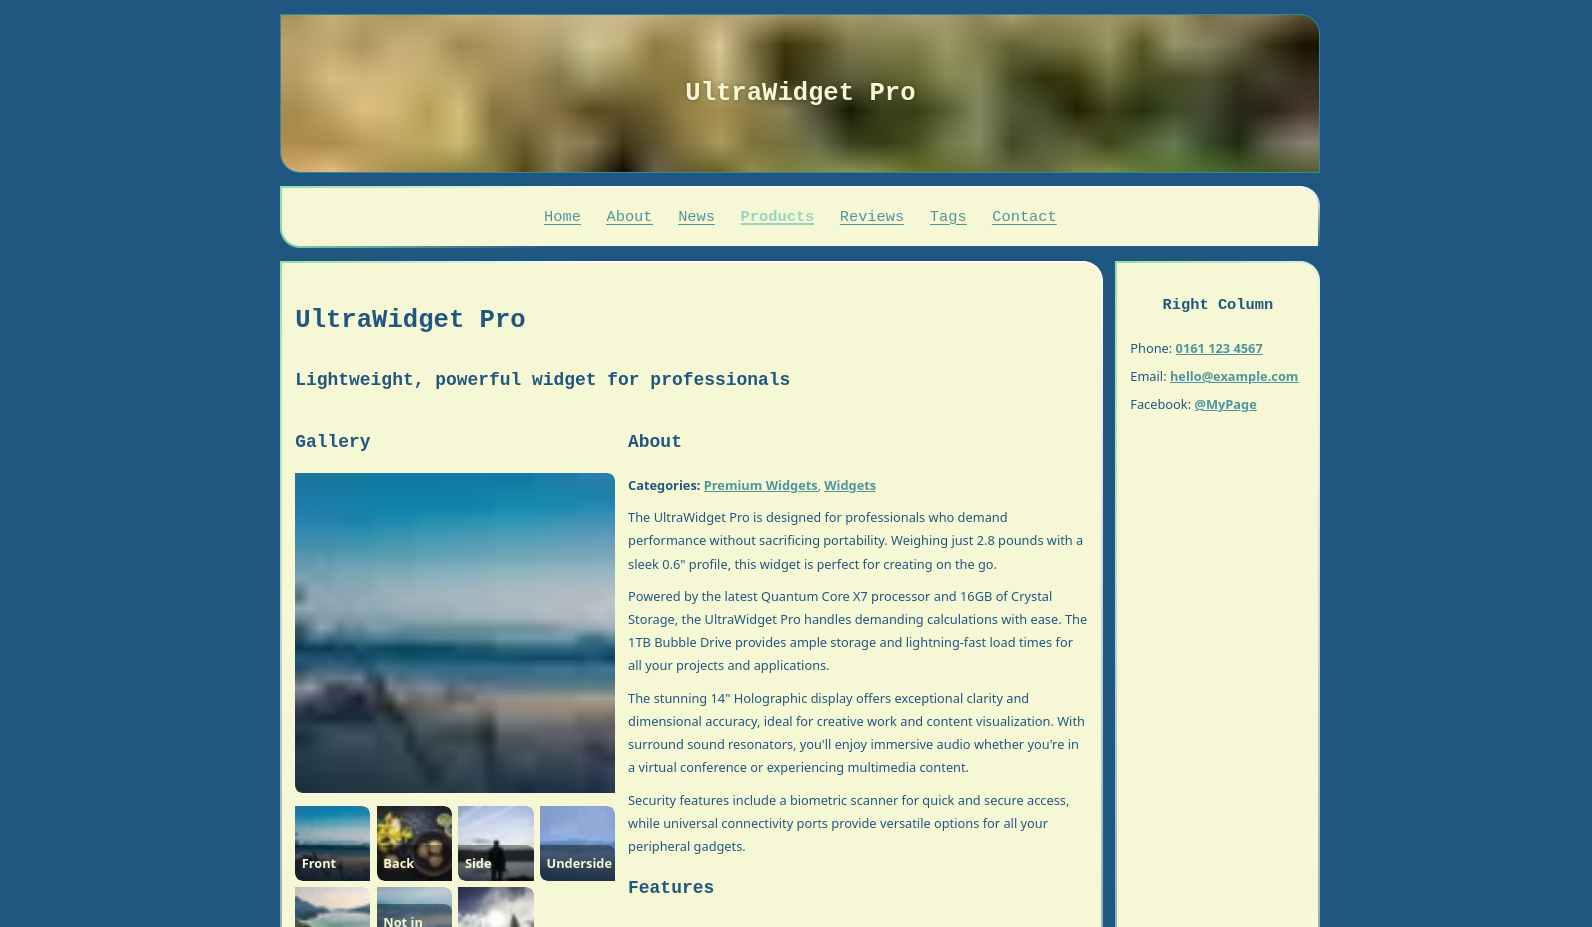 UltraWidget Pro
Home About News Products Reviews Tags Contact
UltraWidget Pro
Lightweight, powerful widget for professionals
Gallery
Front
Back
Side
Underside
Not in
About
Categories: Premium Widgets, Widgets
The UltraWidget Pro is designed for professionals who demand
performance without sacrificing portability. Weighing just 2.8 pounds with a
sleek 0.6" profile, this widget is perfect for creating on the go.
Powered by the latest Quantum Core X7 processor and 16GB of Crystal
Storage, the UltraWidget Pro handles demanding calculations with ease. The
1TB Bubble Drive provides ample storage and lightning-fast load times for
all your projects and applications.
The stunning 14" Holographic display offers exceptional clarity and
dimensional accuracy, ideal for creative work and content visualization. With
surround sound resonators, you'll enjoy immersive audio whether you're in
a virtual conference or experiencing multimedia content.
Security features include a biometric scanner for quick and secure access,
while universal connectivity ports provide versatile options for all your
peripheral gadgets.
Features
Right Column
Phone: 0161 123 4567
Email: hello@example.com
Facebook: @MyPage